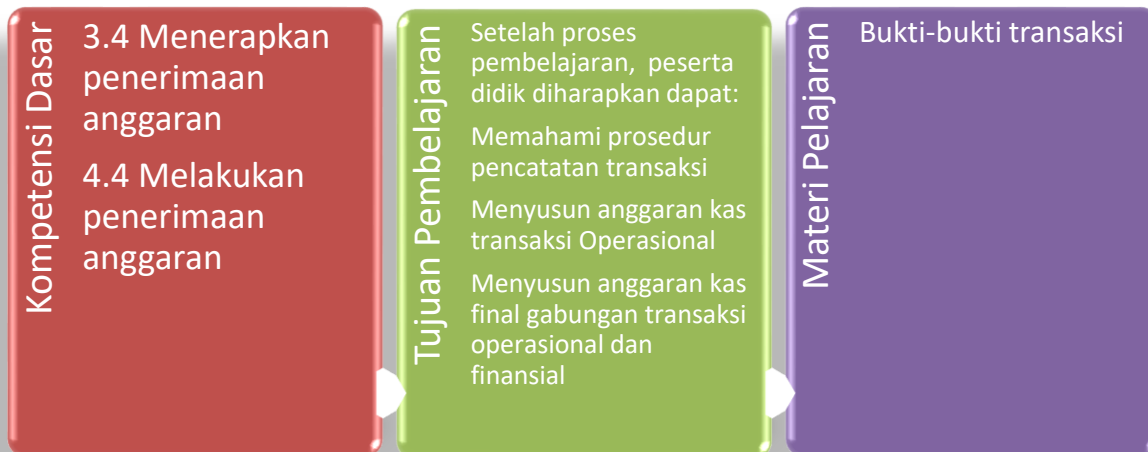 Kompetensi Dasar
3.4 Menerapkan
penerimaan
anggaran
4.4 Melakukan
penerimaan
anggaran
Tujuan Pembelajaran
Setelah proses
pembelajaran, peserta
didik diharapkan dapat:
Memahami prosedur
pencatatan transaksi
Menyusun anggaran kas
transaksi Operasional
Menyusun anggaran kas
final gabungan transaksi
operasional dan
finansial
Materi Pelajaran
Bukti-bukti transaksi